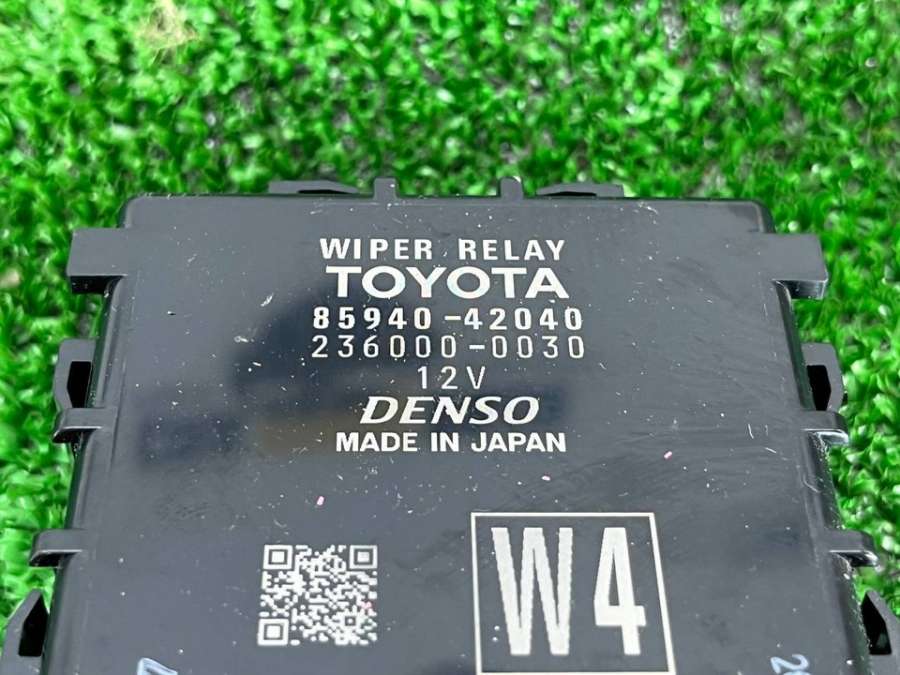 WIPER RELAY
TOYOTA
85940-42040
236000-0030
12V
DENSO
MADE IN JAPAN
W4